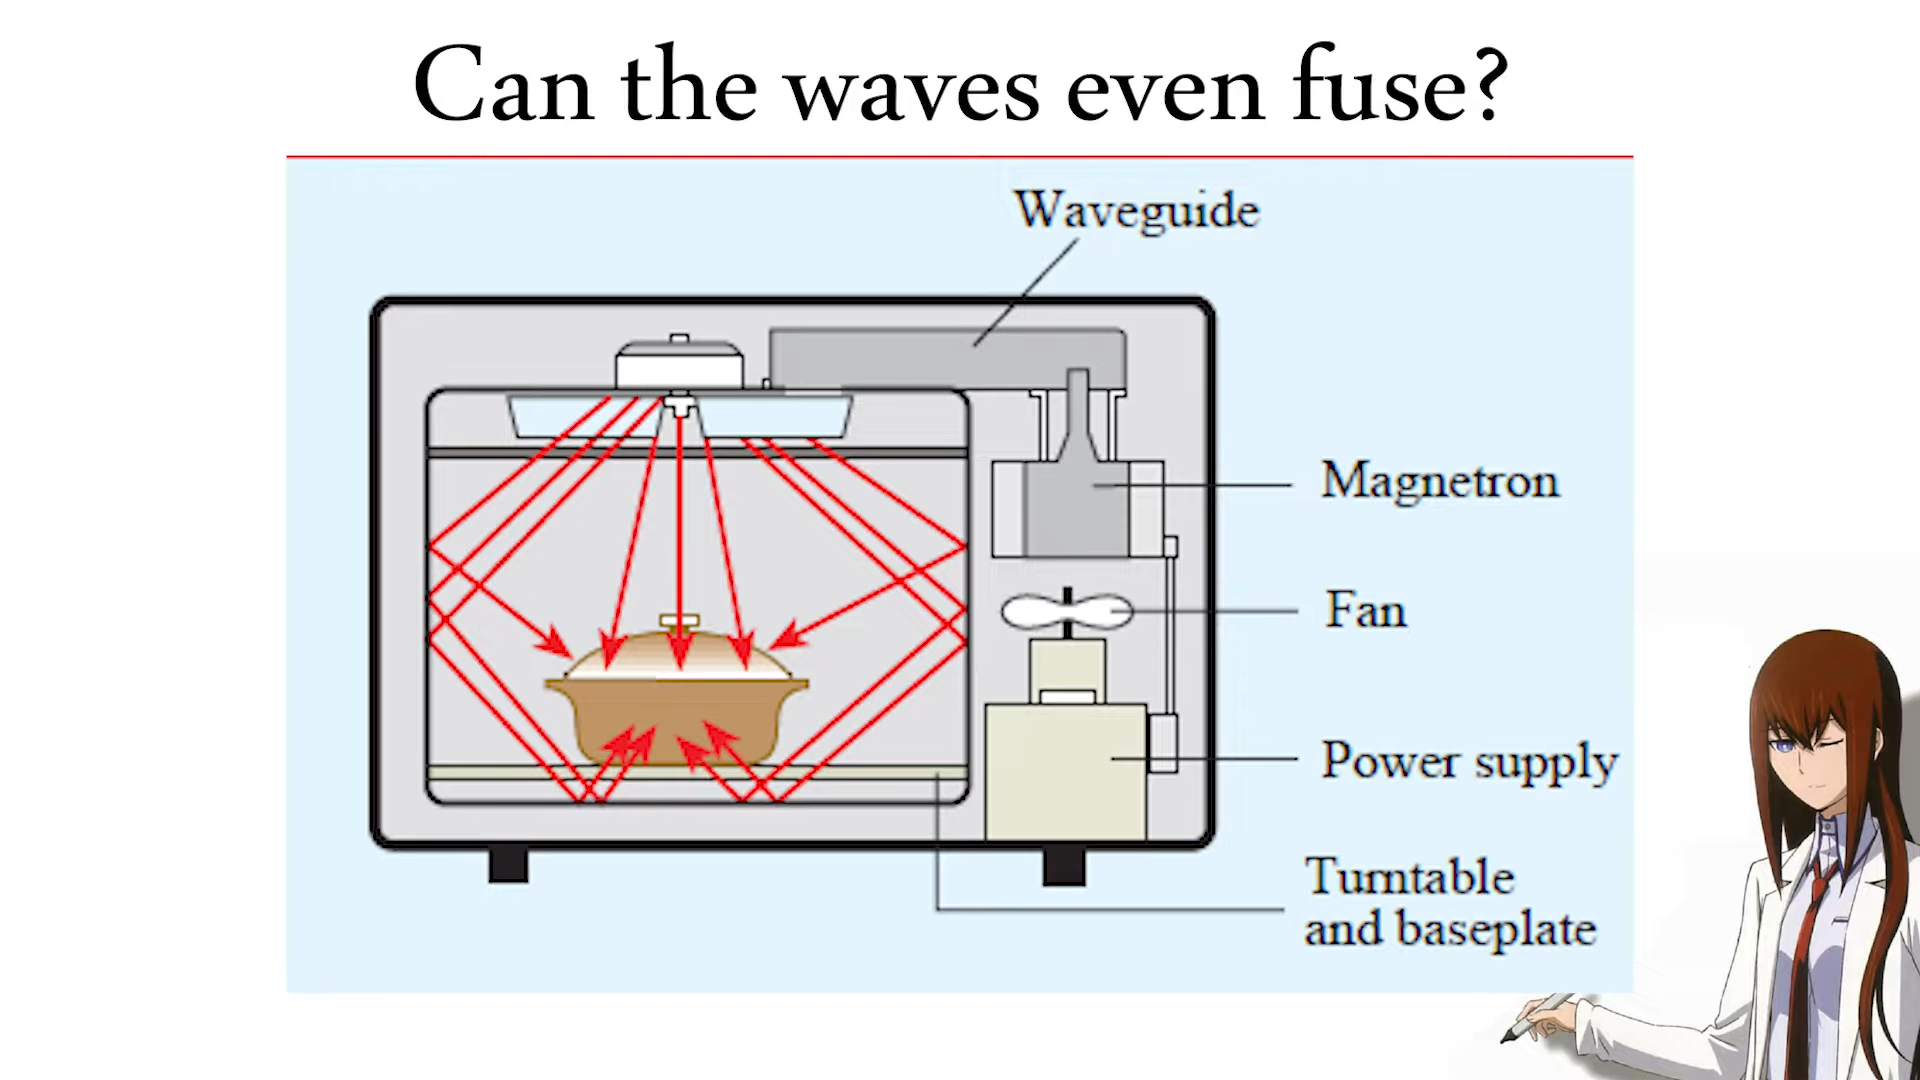 Can the waves even fuse?
Waveguide
Magnetron
Fan
Power supply
Turntable
and baseplate